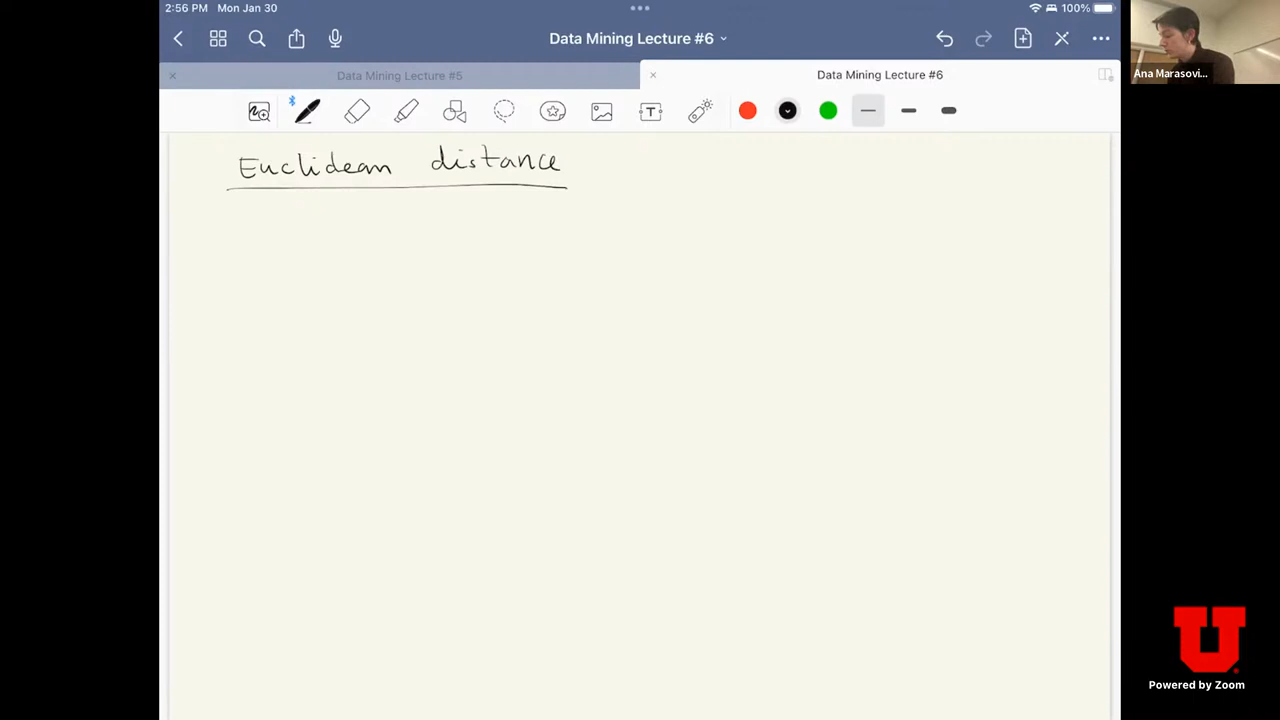 2:56 PM Mon Jan 30
100%
Data Mining Lecture #6
Data Mining Lecture #5
Data Mining Lecture #6
Ana Marasovi...
T
Euclidean distance
U
Powered by Zoom